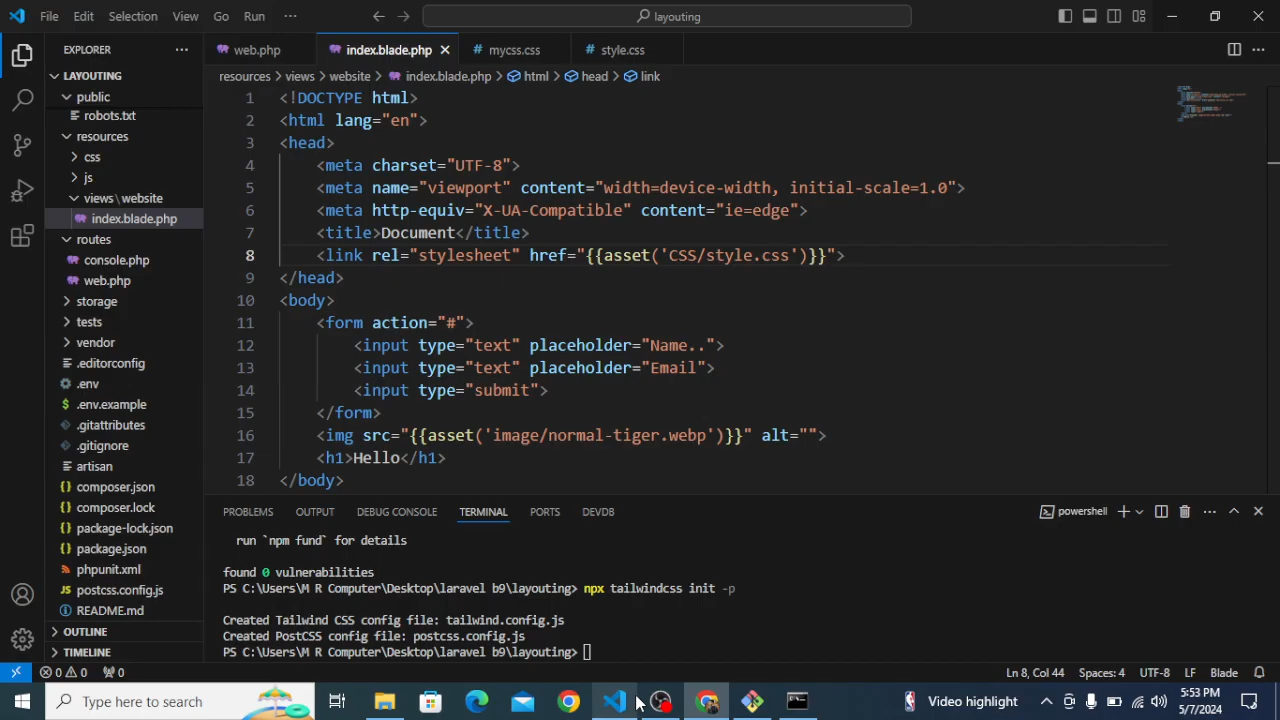 File Edit Selection View Go Run ··· layouting
EXPLORER ···
LAYOUTING
public
robots.txt
resources
css
js
views\website
index.blade.php
routes
console.php
web.php
storage
tests
vendor
.editorconfig
.env
$ .env.example
.gitattributes
.gitignore
artisan
{} composer.json
{} composer.lock
{} package-lock.json
{} package.json
phpunit.xml
JS postcss.config.js
README.md
OUTLINE
TIMELINE
web.php index.blade.php # mycss.css # style.css
resources > views > website > index.blade.php > html > head > link
1 <!DOCTYPE html>
2 <html lang="en">
3 <head>
4 <meta charset="UTF-8">
5 <meta name="viewport" content="width=device-width, initial-scale=1.0">
6 <meta http-equiv="X-UA-Compatible" content="ie=edge">
7 <title>Document</title>
8 <link rel="stylesheet" href="{{asset('CSS/style.css')}}">
9 </head>
10 <body>
11 <form action="#">
12 <input type="text" placeholder="Name..">
13 <input type="text" placeholder="Email">
14 <input type="submit">
15 </form>
16 <img src="{{asset('image/normal-tiger.webp')}}" alt="">
17 <h1>Hello</h1>
18 </body>
PROBLEMS OUTPUT DEBUG CONSOLE TERMINAL PORTS DEVDB powershell
run `npm fund` for details
found 0 vulnerabilities
PS C:\Users\M R Computer\Desktop\laravel b9\layouting> npx tailwindcss init -p
Created Tailwind CSS config file: tailwind.config.js
Created PostCSS config file: postcss.config.js
PS C:\Users\M R Computer\Desktop\laravel b9\layouting>
0 0 0 Ln 8, Col 44 Spaces: 4 UTF-8 LF Blade
Type here to search Video highlight 5:53 PM
5/7/2024